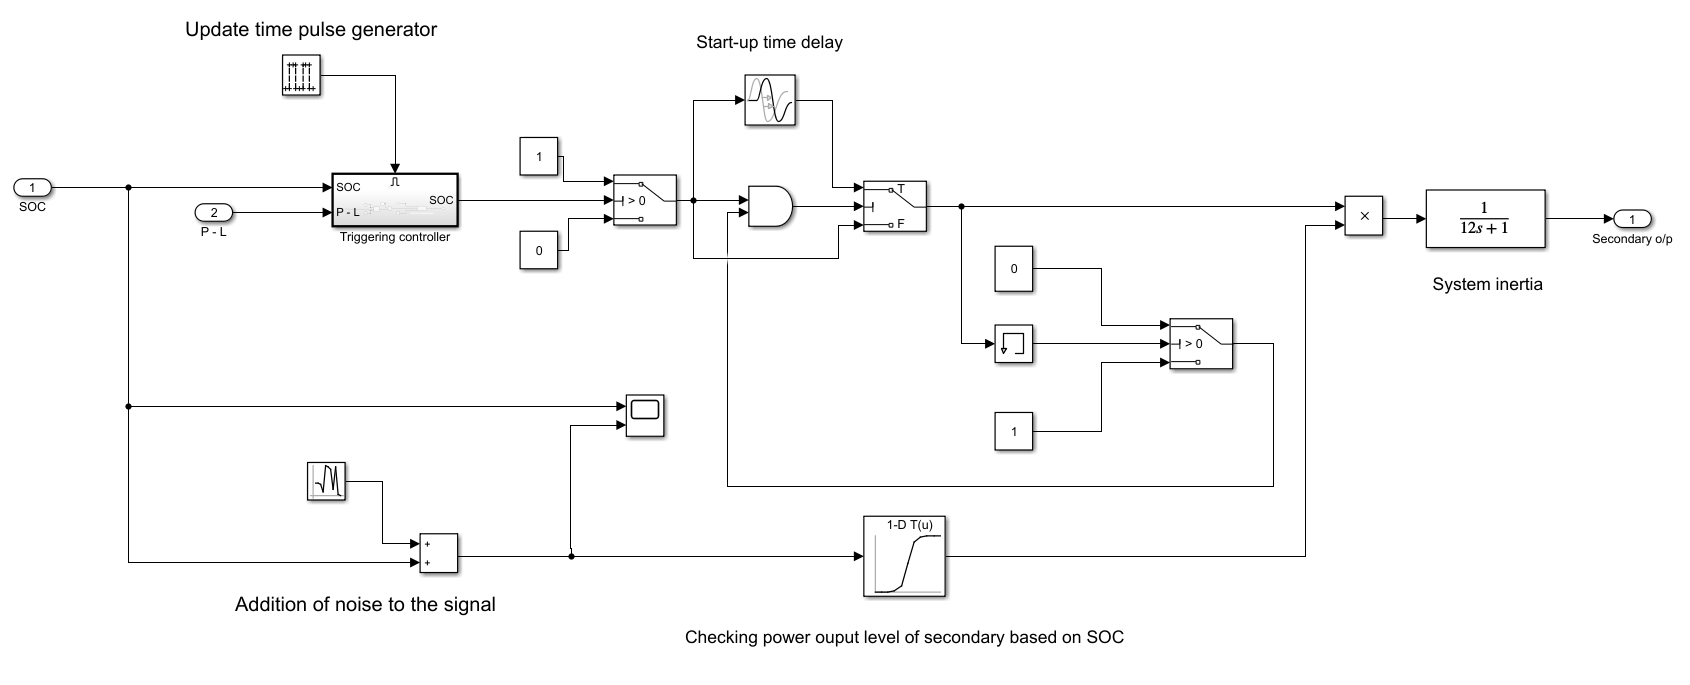 Update time pulse generator
Start-up time delay
1
SOC
2
P - L
SOC
P - L
SOC
Triggering controller
1
0
> 0
T
F
0
1
> 0
×
1
12s + 1
System inertia
1
Secondary o/p
+
+
Addition of noise to the signal
1-D T(u)
Checking power ouput level of secondary based on SOC